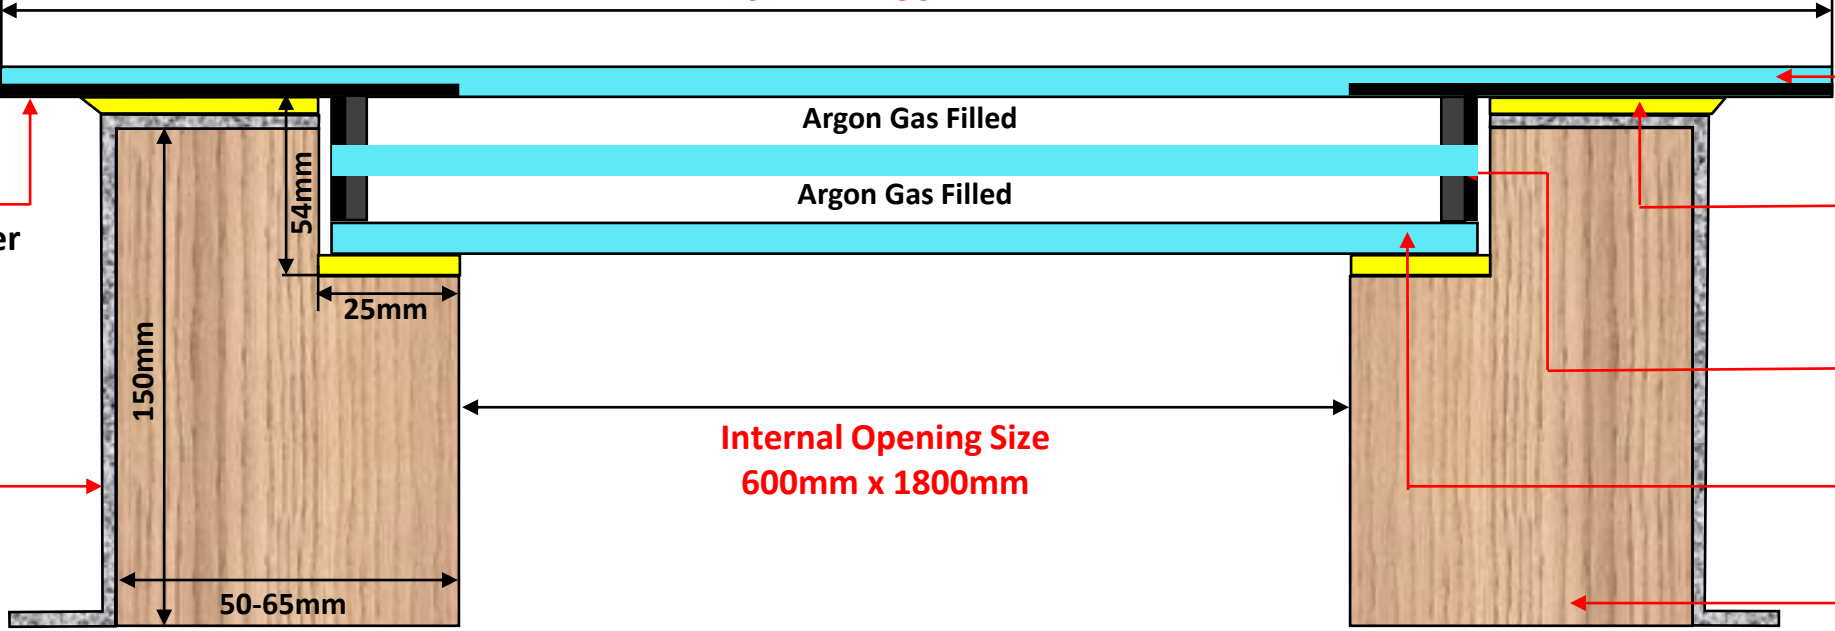 Argon Gas Filled
Argon Gas Filled
54mm
er
25mm
150mm
Internal Opening Size
600mm x 1800mm
50-65mm